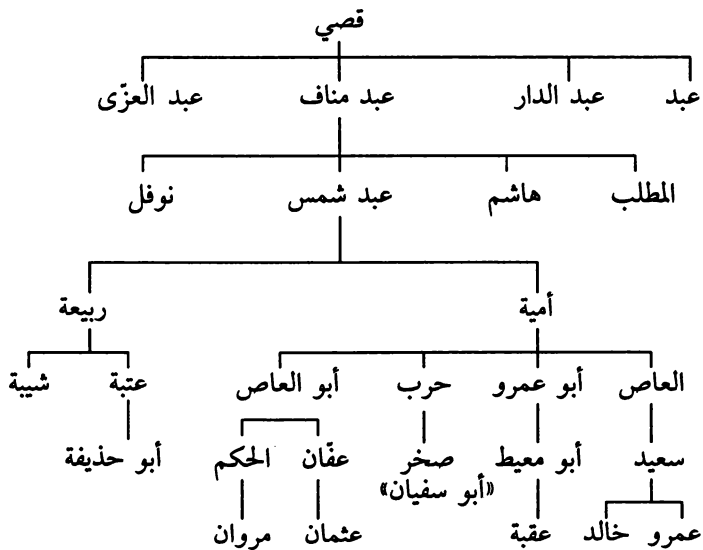 قصي
عبد عبد الدار عبد مناف عبد العزّى
المطلب هاشم عبد شمس نوفل
أمية ربيعة
العاص أبو عمرو حرب أبو العاص عتبة شيبة
سعيد أبو معيط صخر عفّان الحكم أبو حذيفة
«أبو سفيان»
عمرو خالد عقبة عثمان مروان